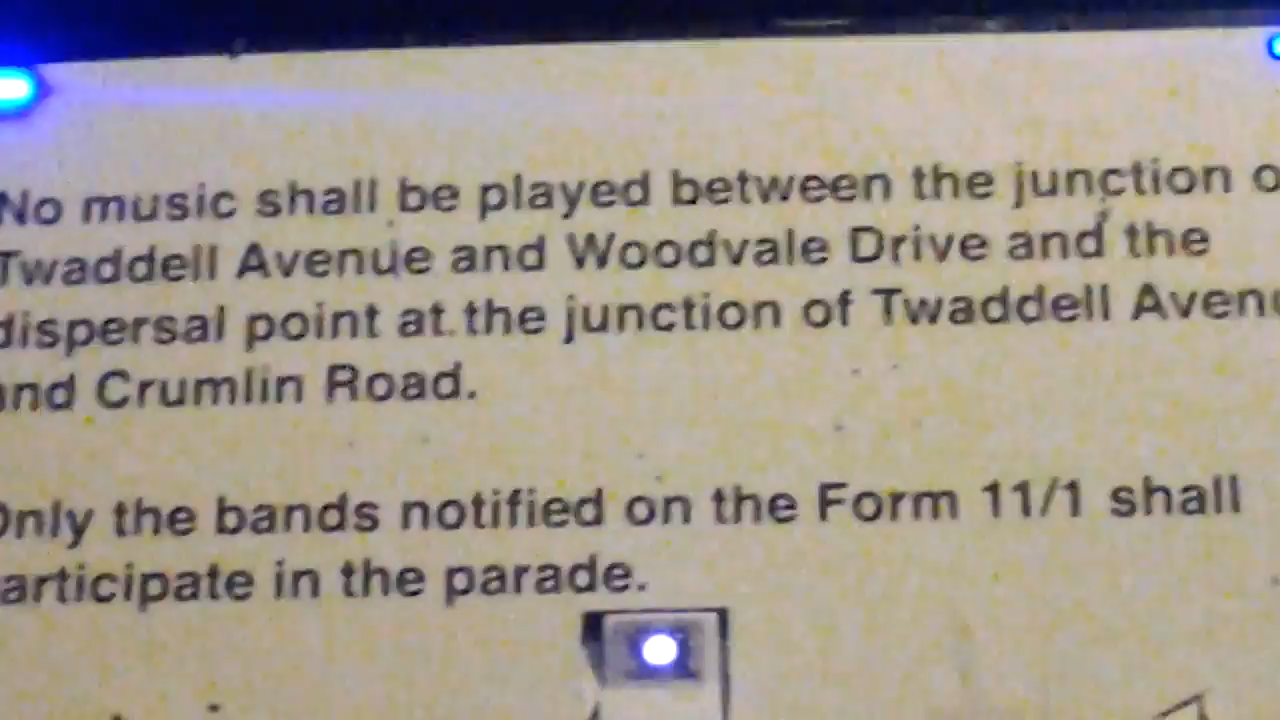 No music shall be played between the junction o
Twaddell Avenue and Woodvale Drive and the
dispersal point at the junction of Twaddell Avenu
and Crumlin Road.
Only the bands notified on the Form 11/1 shall
articipate in the parade.